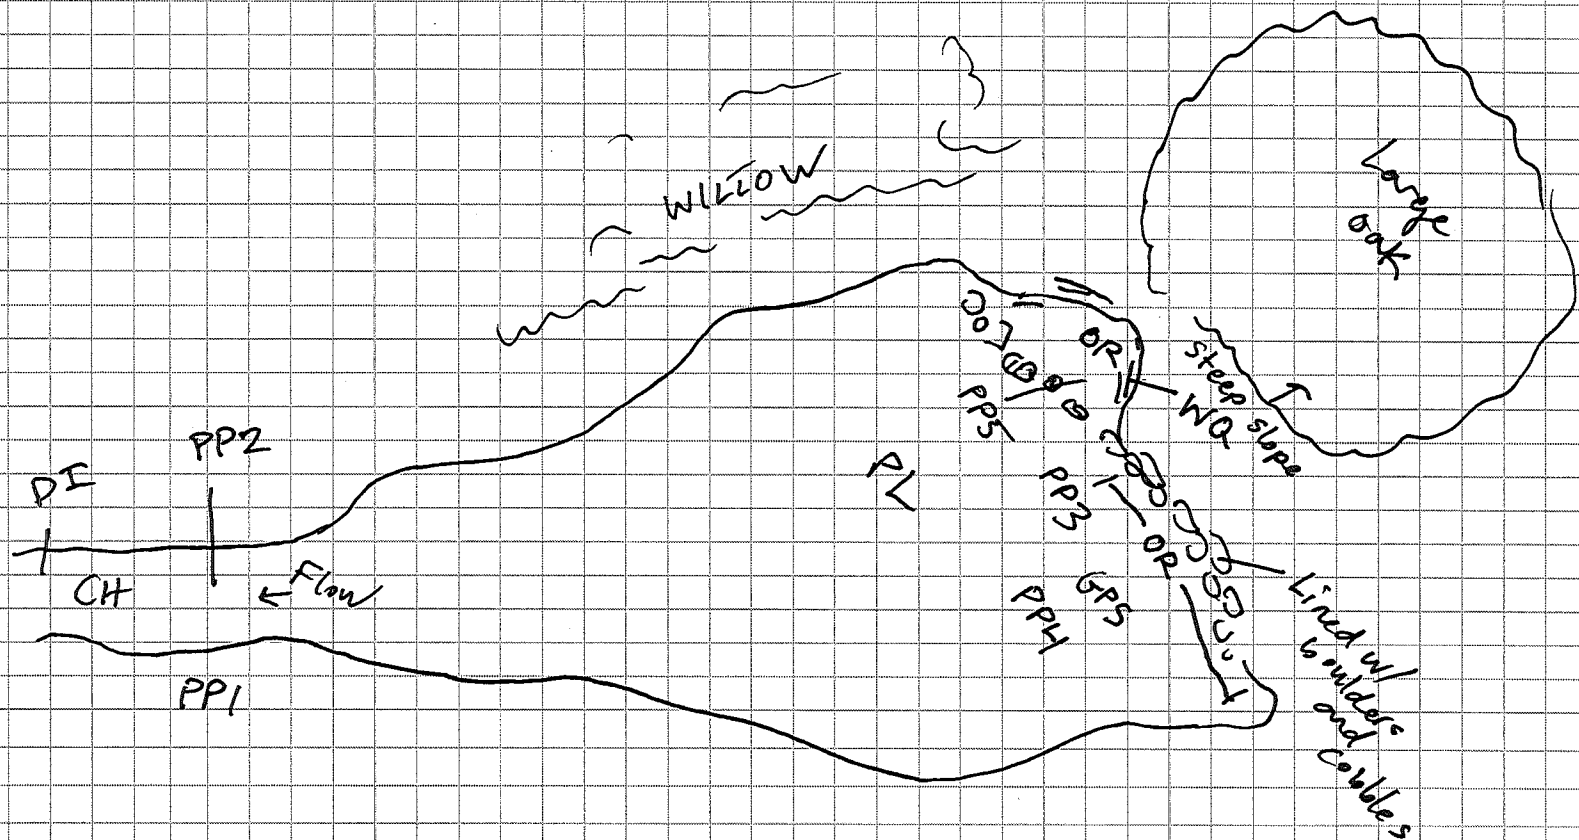 WILLOW
Large
oak
OR
steep slope
WQ
PP5
PP2
DI
PL
PP3
OR
CH
← Flow
GPS
PP4
Lined w/
boulders
and
cobbles
PP1